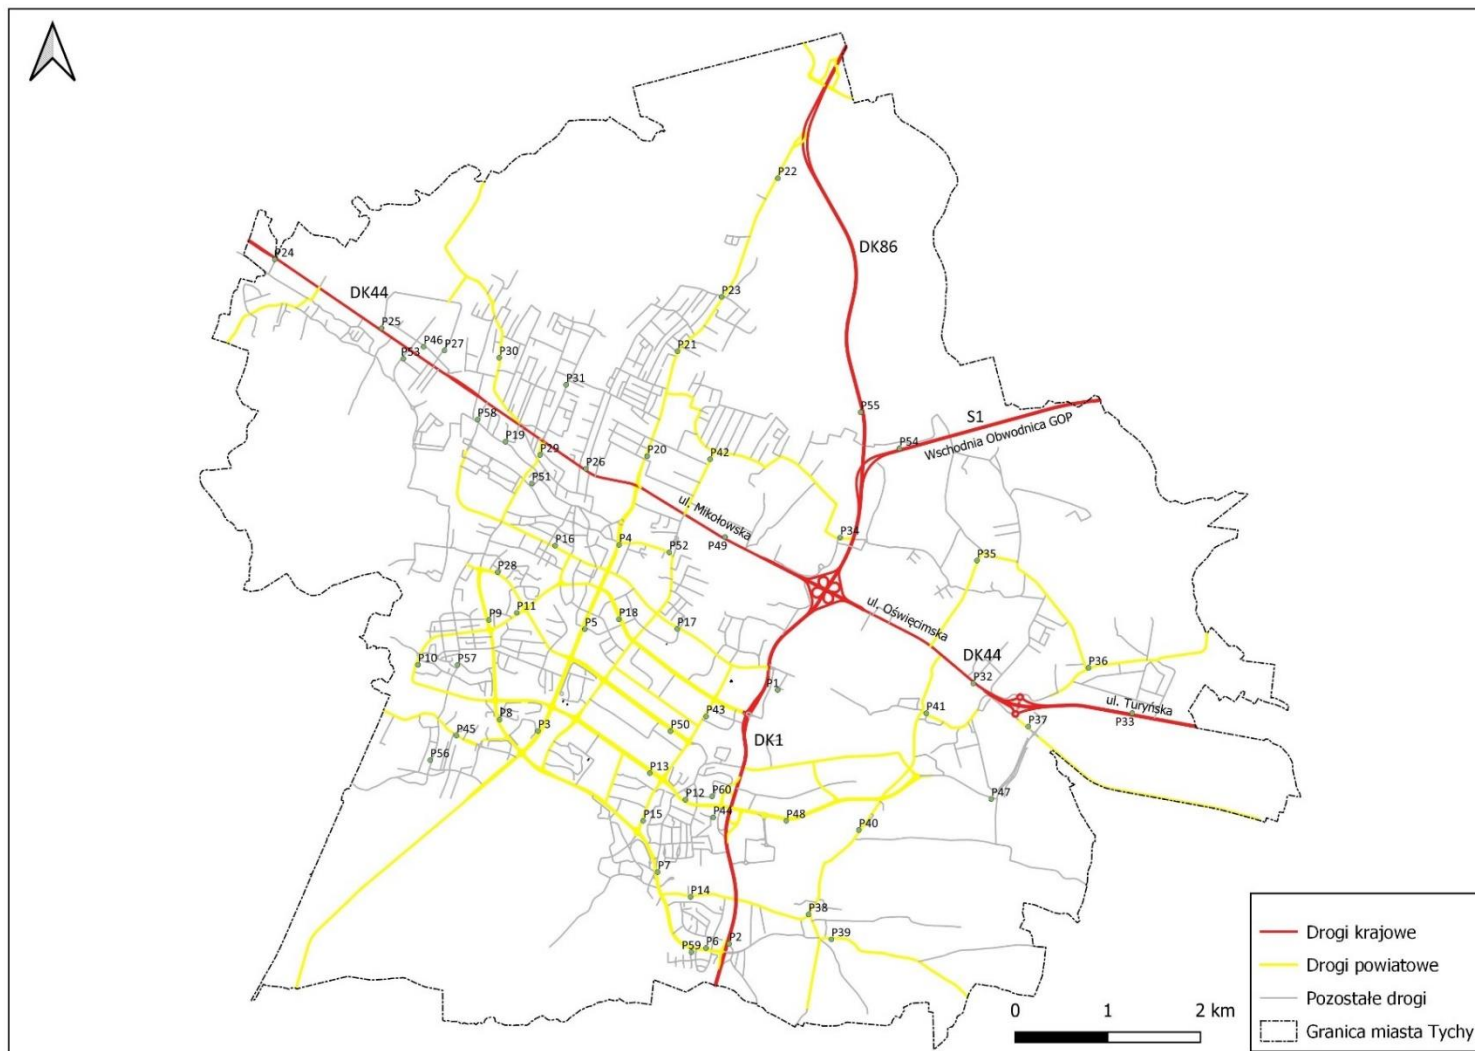 P22
DK86
P24
DK44
P23
P25
P46
P27
P53
P30
P21
P31
P55
S1
P58
P19
P54
Wschodnia Obwodnica GOP
P29
P20
P42
P26
P51
ul. Mikołowska
P34
P16
P4
P52
P49
P35
P28
ul. Oświęcimska
P11
P9
P18
P5
P17
DK44
P10
P57
P36
P1
P32
ul. Turyńska
P8
P43
P41
P33
P37
P3
P50
P45
DK1
P56
P13
P12
P60
P47
P15
P44
P48
P40
P7
P14
P38
P59
P6
P2
P39
Drogi krajowe
Drogi powiatowe
Pozostałe drogi
Granica miasta Tychy
0 1 2 km